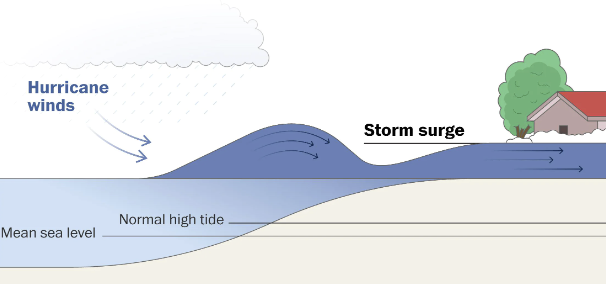 Hurricane
winds
Storm surge
Normal high tide
Mean sea level